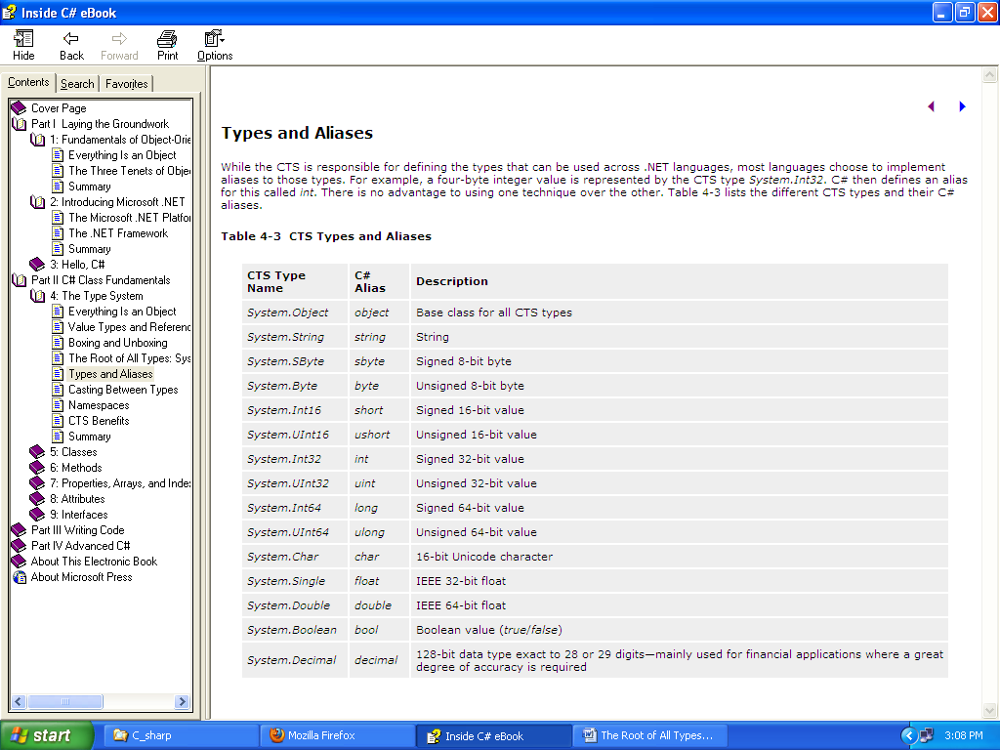 Inside C# eBook
Hide Back Forward Print Options
Contents Search Favorites
Cover Page
Part I Laying the Groundwork
1: Fundamentals of Object-Orie
Everything Is an Object
The Three Tenets of Objec
Summary
2: Introducing Microsoft .NET
The Microsoft .NET Platfor
The .NET Framework
Summary
3: Hello, C#
Part II C# Class Fundamentals
4: The Type System
Everything Is an Object
Value Types and Referenc
Boxing and Unboxing
The Root of All Types: Sys
Types and Aliases
Casting Between Types
Namespaces
CTS Benefits
Summary
5: Classes
6: Methods
7: Properties, Arrays, and Index
8: Attributes
9: Interfaces
Part III Writing Code
Part IV Advanced C#
About This Electronic Book
About Microsoft Press
Types and Aliases
While the CTS is responsible for defining the types that can be used across .NET languages, most languages choose to implement
aliases to those types. For example, a four-byte integer value is represented by the CTS type System.Int32. C# then defines an alias
for this called int. There is no advantage to using one technique over the other. Table 4-3 lists the different CTS types and their C#
aliases.
Table 4-3 CTS Types and Aliases
CTS Type Name C# Alias Description
System.Object object Base class for all CTS types
System.String string String
System.SByte sbyte Signed 8-bit byte
System.Byte byte Unsigned 8-bit byte
System.Int16 short Signed 16-bit value
System.UInt16 ushort Unsigned 16-bit value
System.Int32 int Signed 32-bit value
System.UInt32 uint Unsigned 32-bit value
System.Int64 long Signed 64-bit value
System.UInt64 ulong Unsigned 64-bit value
System.Char char 16-bit Unicode character
System.Single float IEEE 32-bit float
System.Double double IEEE 64-bit float
System.Boolean bool Boolean value (true/false)
System.Decimal decimal 128-bit data type exact to 28 or 29 digits—mainly used for financial applications where a great
degree of accuracy is required
start C_sharp Mozilla Firefox Inside C# eBook The Root of All Types... 3:08 PM